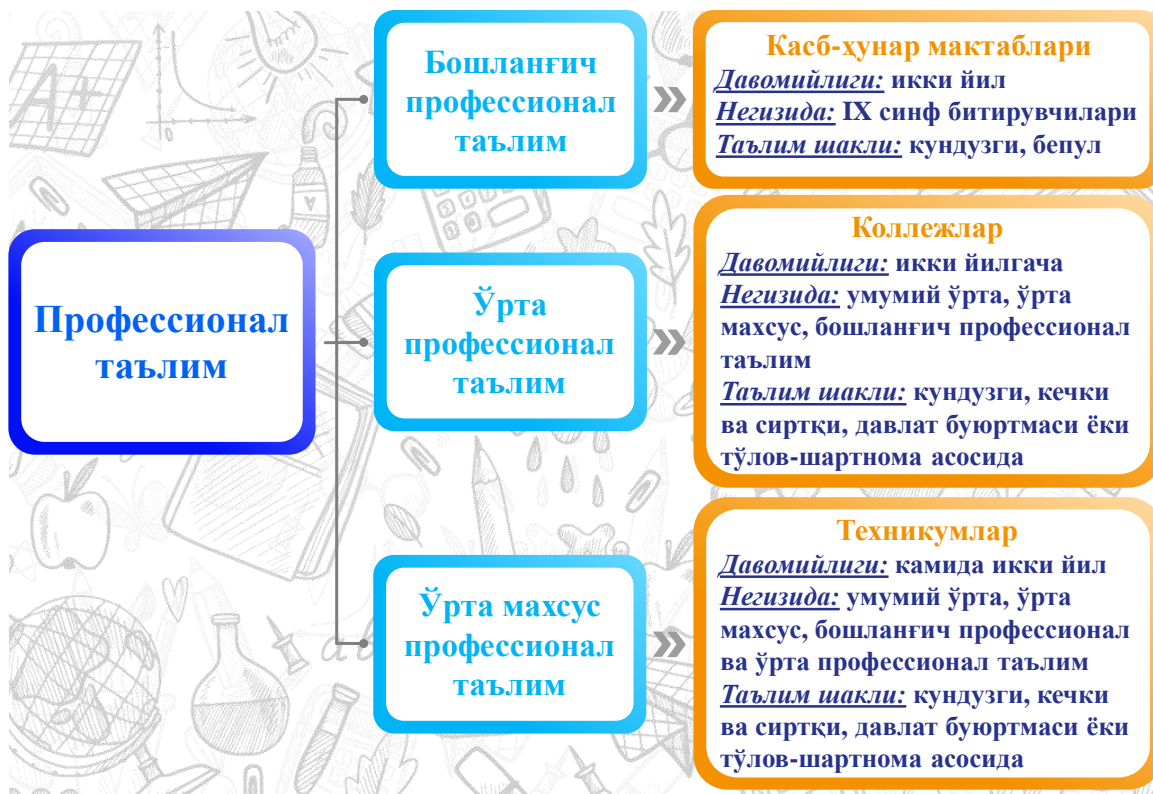 Профессионал
таълим
Бошланғич
профессионал
таълим
Касб-ҳунар мактаблари
Давомийлиги: икки йил
Негизида: IX синф битирувчилари
Таълим шакли: кундузги, бепул
Ўрта
профессионал
таълим
Коллежлар
Давомийлиги: икки йилгача
Негизида: умумий ўрта, ўрта
махсус, бошланғич профессионал
таълим
Таълим шакли: кундузги, кечки
ва сиртқи, давлат буюртмаси ёки
тўлов-шартнома асосида
Ўрта махсус
профессионал
таълим
Техникумлар
Давомийлиги: камида икки йил
Негизида: умумий ўрта, ўрта
махсус, бошланғич профессионал
ва ўрта профессионал таълим
Таълим шакли: кундузги, кечки
ва сиртқи, давлат буюртмаси ёки
тўлов-шартнома асосида
A+